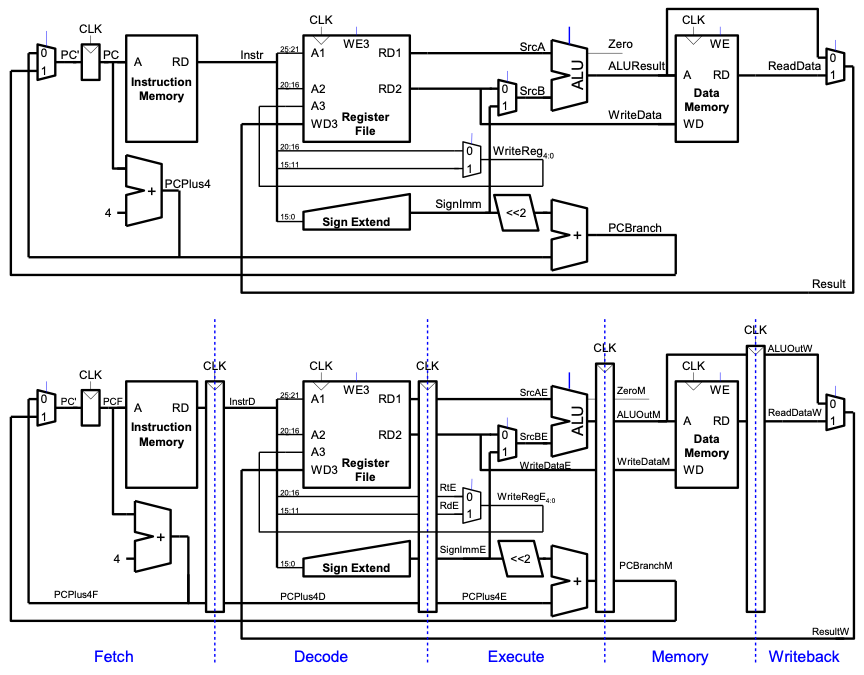 CLK CLK CLK
0 1 PC' PC A RD Instr 25:21 A1 WE3 RD1 SrcA Zero WE 0 1
Instruction Memory
20:16 A2 RD2 0 1 SrcB ALU ALUResult A RD ReadData
Data Memory
A3
WD3 Register File WriteData WD
20:16 0 WriteReg4:0
15:11 1
+ PCPlus4
4 15:0 Sign Extend SignImm <<2 + PCBranch
Result
CLK CLK
CLK CLK CLK CLK CLK
ALUOutW
0 1 PC' PCF A RD InstrD 25:21 A1 WE3 RD1 SrcAE ZeroM WE 0 1
Instruction Memory
20:16 A2 RD2 0 1 SrcBE ALU ALUOutM A RD ReadDataW
Data Memory
A3
WD3 Register File WriteDataE WriteDataM WD
20:16 RtE 0 WriteRegE4:0
15:11 RdE 1
+
4 15:0 Sign Extend SignImmE <<2 + PCBranchM
PCPlus4F PCPlus4D PCPlus4E
ResultW
Fetch Decode Execute Memory Writeback